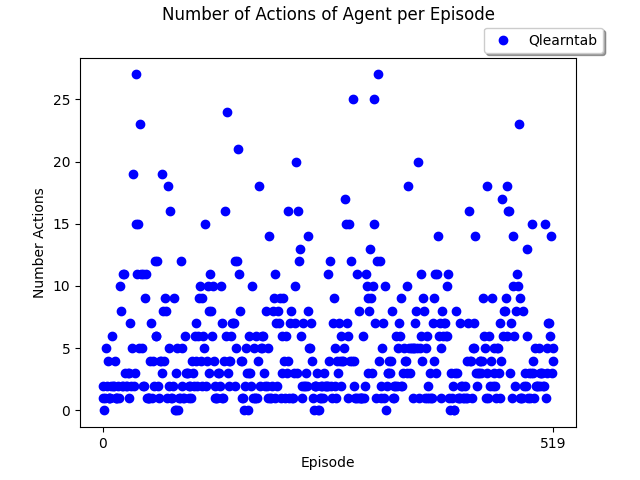 Number of Actions of Agent per Episode
Qlearntab
25
20
15
10
5
0
Number Actions
0
519
Episode